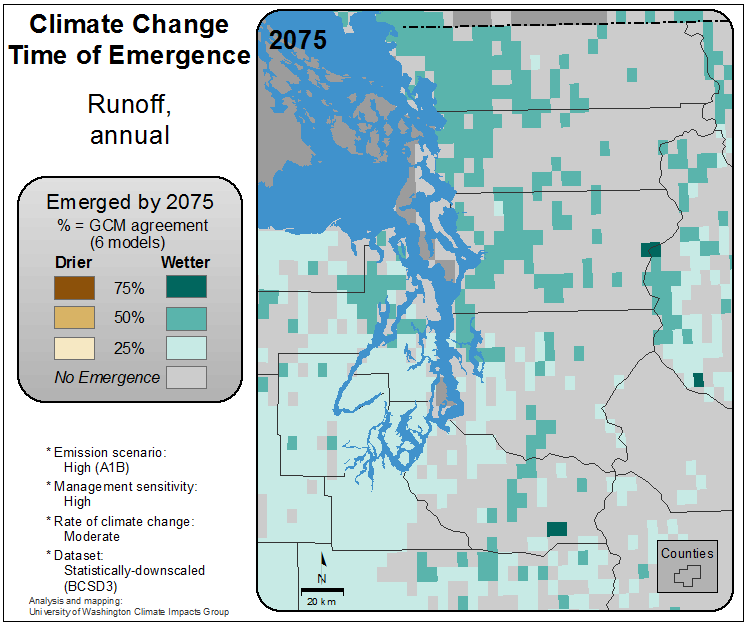 Climate Change
Time of Emergence
Runoff,
annual
Emerged by 2075
% = GCM agreement
(6 models)
Drier Wetter
75%
50%
25%
No Emergence
* Emission scenario:
High (A1B)
* Management sensitivity:
High
* Rate of climate change:
Moderate
* Dataset:
Statistically-downscaled
(BCSD3)
Analysis and mapping:
University of Washington Climate Impacts Group
2075
N
20 km
Counties